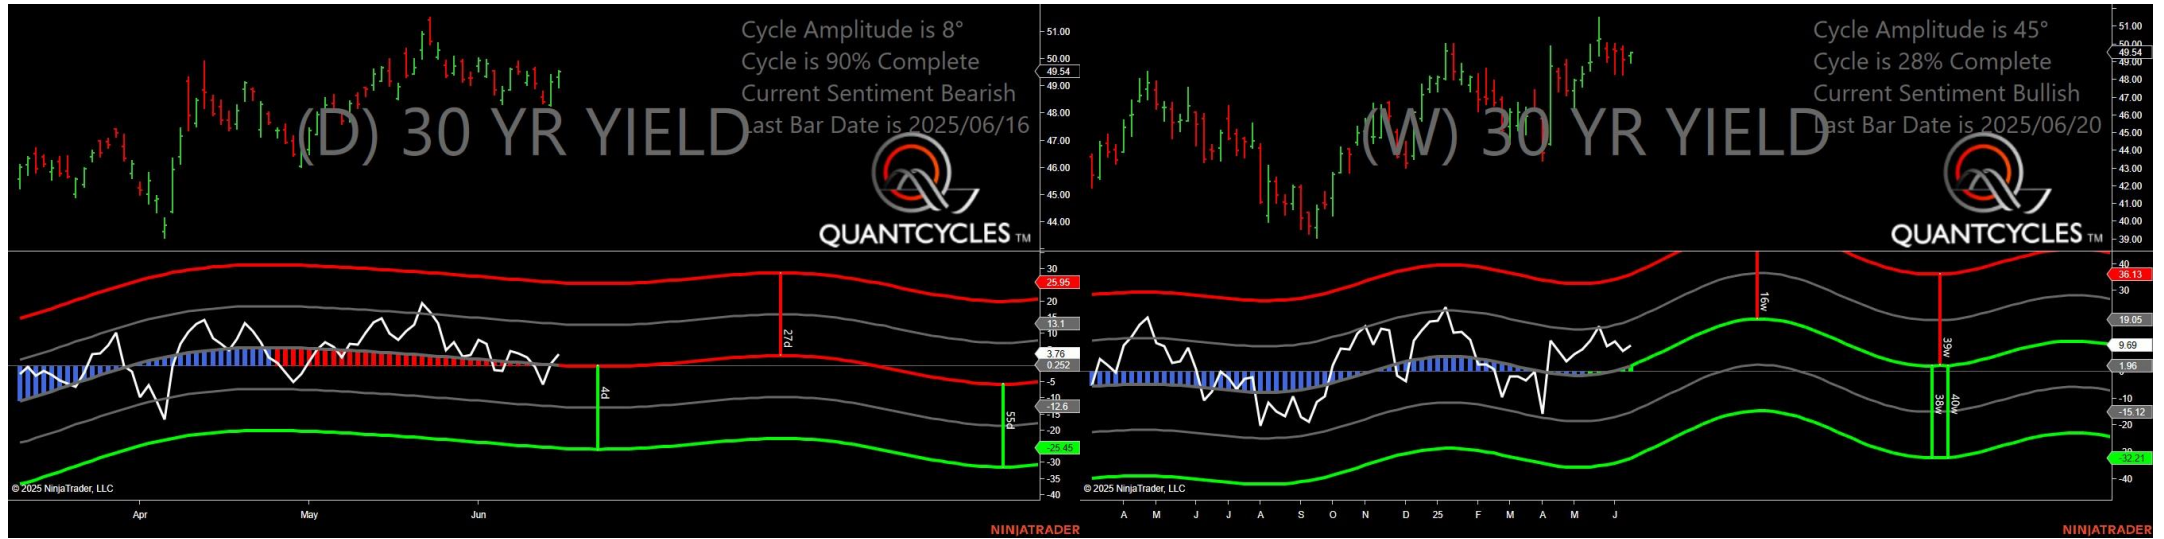 Cycle Amplitude is 8°
Cycle is 90% Complete
Current Sentiment Bearish
Last Bar Date is 2025/06/16
(D) 30 YR YIELD
QUANTCYCLES TM
51.00
50.00
49.54
49.00
48.00
47.00
46.00
45.00
44.00
30
25.95
20
15
13.1
10
3.76
0.252
-5
-10
-12.6
-15
-20
-25.45
-30
-35
-40
4d
27d
55d
© 2025 NinjaTrader, LLC
Apr
May
Jun
NINJATRADER
Cycle Amplitude is 45°
Cycle is 28% Complete
Current Sentiment Bullish
Last Bar Date is 2025/06/20
(W) 30 YR YIELD
QUANTCYCLES TM
51.00
50.00
49.54
49.00
48.00
47.00
46.00
45.00
44.00
43.00
42.00
41.00
40.00
39.00
40
36.13
30
19.05
9.69
1.96
-10
-15.12
-20
-32.21
-40
16w
39w
38w
40w
© 2025 NinjaTrader, LLC
A M J J A S O N D 25 F M A M J
NINJATRADER